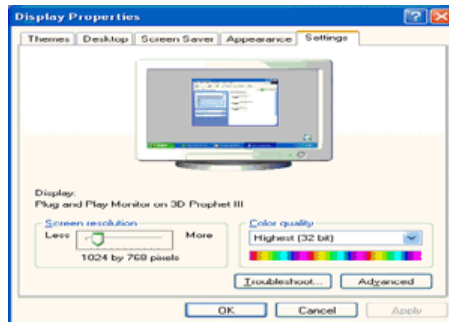 Display Properties
Themes Desktop Screen Saver Appearance Settings
Display:
Plug and Play Monitor on 3D Prophet III
Screen resolution
Less More
1024 by 768 pixels
Color quality
Highest (32 bit)
Troubleshoot... Advanced
OK Cancel Apply